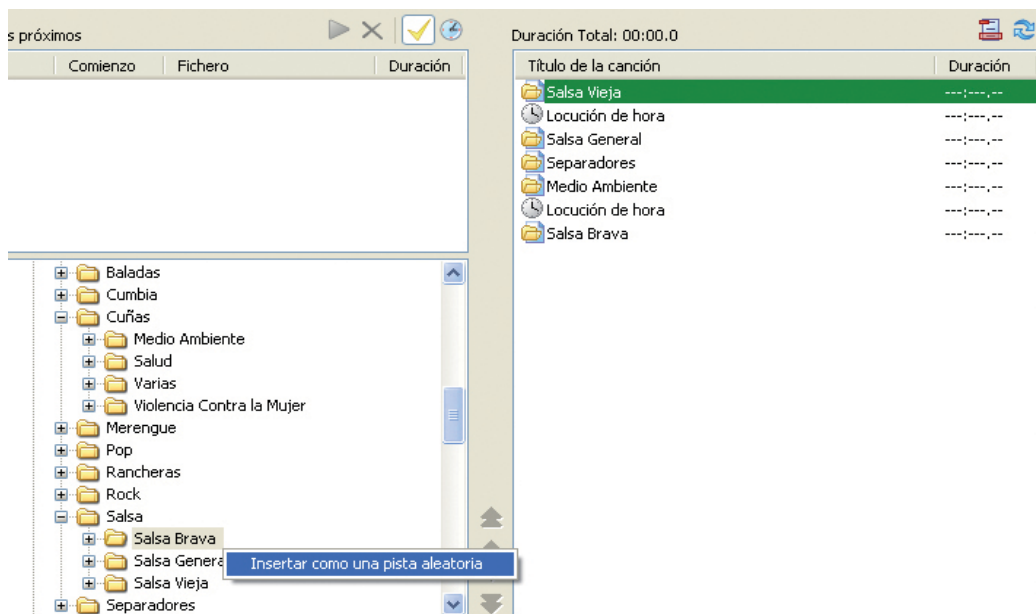 s próximos
Comienzo Fichero Duración
Baladas
Cumbia
Cuñas
Medio Ambiente
Salud
Varias
Violencia Contra la Mujer
Merengue
Pop
Rancheras
Rock
Salsa
Salsa Brava
Salsa Genera
Insertar como una pista aleatoria
Salsa Vieja
Separadores
Duración Total: 00:00.0
Título de la canción Duración
Salsa Vieja ---:---.--
Locución de hora ---:---.--
Salsa General ---:---.--
Separadores ---:---.--
Medio Ambiente ---:---.--
Locución de hora ---:---.--
Salsa Brava ---:---.--